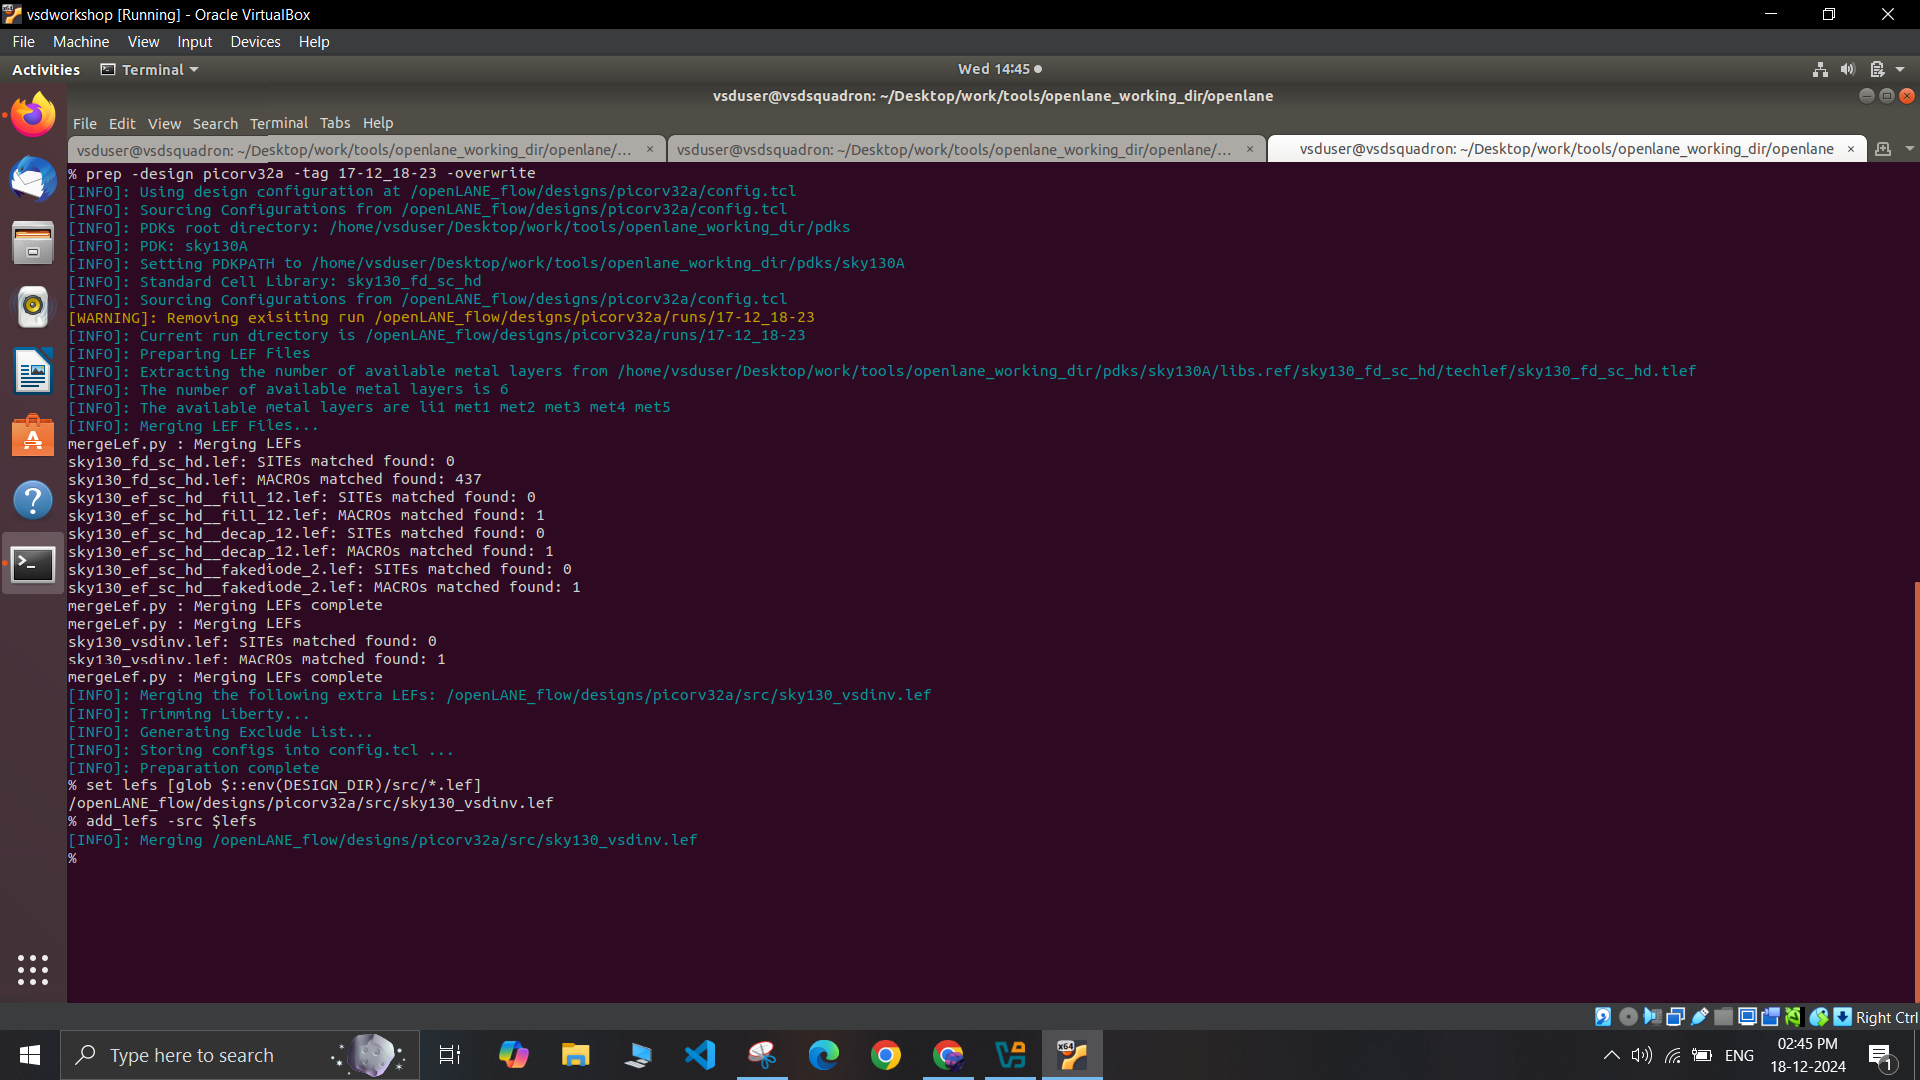 vsdworkshop [Running] - Oracle VirtualBox
File Machine View Input Devices Help
Activities Terminal Wed 14:45
vsduser@vsdsquadron: ~/Desktop/work/tools/openlane_working_dir/openlane
File Edit View Search Terminal Tabs Help
vsduser@vsdsquadron: ~/Desktop/work/tools/openlane_working_dir/openlane/... × vsduser@vsdsquadron: ~/Desktop/work/tools/openlane_working_dir/openlane/... × vsduser@vsdsquadron: ~/Desktop/work/tools/openlane_working_dir/openlane ×
% prep -design picorv32a -tag 17-12_18-23 -overwrite
[INFO]: Using design configuration at /openLANE_flow/designs/picorv32a/config.tcl
[INFO]: Sourcing Configurations from /openLANE_flow/designs/picorv32a/config.tcl
[INFO]: PDKs root directory: /home/vsduser/Desktop/work/tools/openlane_working_dir/pdks
[INFO]: PDK: sky130A
[INFO]: Setting PDKPATH to /home/vsduser/Desktop/work/tools/openlane_working_dir/pdks/sky130A
[INFO]: Standard Cell Library: sky130_fd_sc_hd
[INFO]: Sourcing Configurations from /openLANE_flow/designs/picorv32a/config.tcl
[WARNING]: Removing exisiting run /openLANE_flow/designs/picorv32a/runs/17-12_18-23
[INFO]: Current run directory is /openLANE_flow/designs/picorv32a/runs/17-12_18-23
[INFO]: Preparing LEF Files
[INFO]: Extracting the number of available metal layers from /home/vsduser/Desktop/work/tools/openlane_working_dir/pdks/sky130A/libs.ref/sky130_fd_sc_hd/techlef/sky130_fd_sc_hd.tlef
[INFO]: The number of available metal layers is 6
[INFO]: The available metal layers are li1 met1 met2 met3 met4 met5
[INFO]: Merging LEF Files...
mergeLef.py : Merging LEFs
sky130_fd_sc_hd.lef: SITEs matched found: 0
sky130_fd_sc_hd.lef: MACROs matched found: 437
sky130_ef_sc_hd__fill_12.lef: SITEs matched found: 0
sky130_ef_sc_hd__fill_12.lef: MACROs matched found: 1
sky130_ef_sc_hd__decap_12.lef: SITEs matched found: 0
sky130_ef_sc_hd__decap_12.lef: MACROs matched found: 1
sky130_ef_sc_hd__fakediode_2.lef: SITEs matched found: 0
sky130_ef_sc_hd__fakediode_2.lef: MACROs matched found: 1
mergeLef.py : Merging LEFs complete
mergeLef.py : Merging LEFs
sky130_vsdinv.lef: SITEs matched found: 0
sky130_vsdinv.lef: MACROs matched found: 1
mergeLef.py : Merging LEFs complete
[INFO]: Merging the following extra LEFs: /openLANE_flow/designs/picorv32a/src/sky130_vsdinv.lef
[INFO]: Trimming Liberty...
[INFO]: Generating Exclude List...
[INFO]: Storing configs into config.tcl ...
[INFO]: Preparation complete
% set lefs [glob $::env(DESIGN_DIR)/src/*.lef]
/openLANE_flow/designs/picorv32a/src/sky130_vsdinv.lef
% add_lefs -src $lefs
[INFO]: Merging /openLANE_flow/designs/picorv32a/src/sky130_vsdinv.lef
%
Right Ctrl
Type here to search
ENG
02:45 PM
18-12-2024
1
x64